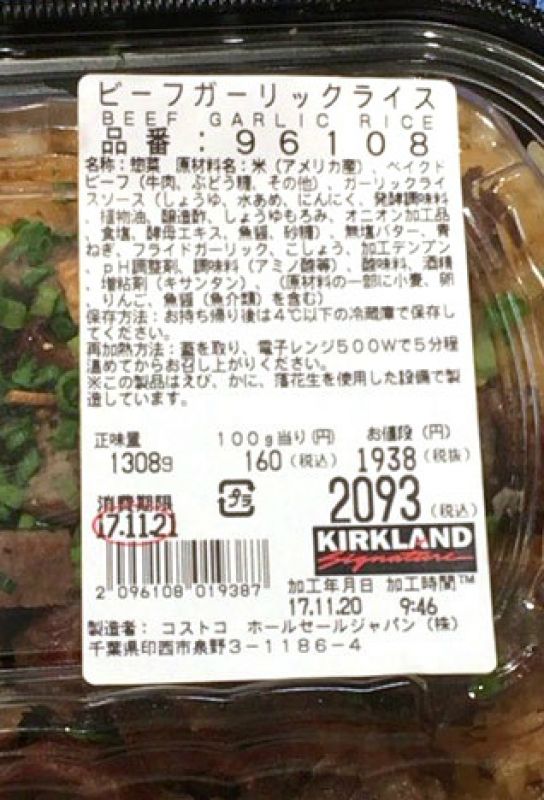 ビーフガーリックライス
BEEF GARLIC RICE
品番:96108
名称:惣菜 原材料名:米(アメリカ産)、ベイクド
ビーフ(牛肉、ぶどう糖、その他)、ガーリックライ
スソース(しょうゆ、水あめ、にんにく、発酵調味料
、植物油、醸造酢、しょうゆもろみ、オニオン加工品
、食塩、酵母エキス、魚醤、砂糖)、無塩バター、青
ねぎ、フライドガーリック、こしょう、加工デンプン
、pH調整剤、調味料(アミノ酸等)、酸味料、酒精
、増粘剤(キサンタン)、(原材料の一部に小麦、卵
、りんご、魚醤(魚介類)を含む)
保存方法:お持ち帰り後は4℃以下の冷蔵庫で保存し
てください。
再加熱方法:蓋を取り、電子レンジ500Wで5分程
温めてからお召し上がりください。
※この製品はえび、かに、落花生を使用した設備で製
造しています。
正味量 100g当り(円) お値段(円)
1308g 160(税込) 1938(税抜)
消費期限 プラ 2093(税込)
17.11.21
KIRKLAND
Signature
2 096108 019387
加工年月日 加工時間™
17.11.20 9:46
製造者:コストコ ホールセールジャパン(株)
千葉県印西市泉野3-1186-4